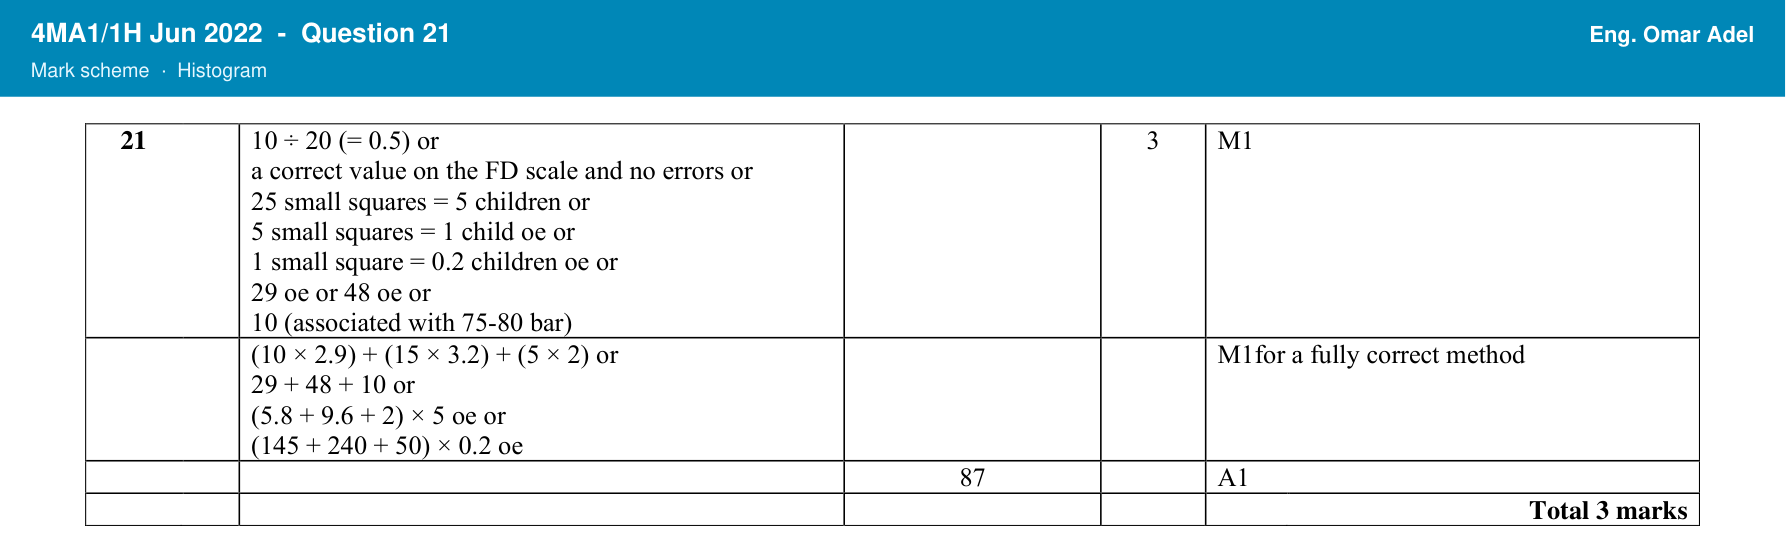 4MA1/1H Jun 2022 - Question 21
Eng. Omar Adel
Mark scheme · Histogram
21
10 ÷ 20 (= 0.5) or
3
M1
a correct value on the FD scale and no errors or
25 small squares = 5 children or
5 small squares = 1 child oe or
1 small square = 0.2 children oe or
29 oe or 48 oe or
10 (associated with 75-80 bar)
(10 × 2.9) + (15 × 3.2) + (5 × 2) or
M1for a fully correct method
29 + 48 + 10 or
(5.8 + 9.6 + 2) × 5 oe or
(145 + 240 + 50) × 0.2 oe
87
A1
Total 3 marks